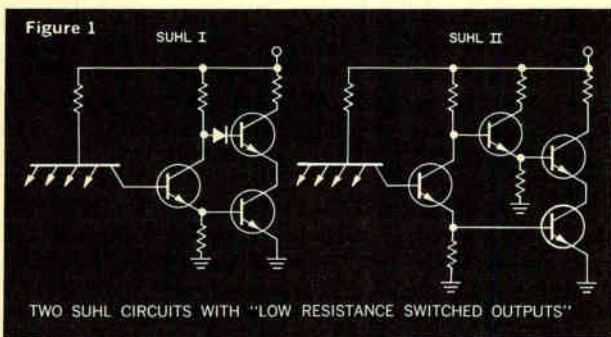 Figure 1
SUHL I
SUHL II
TWO SUHL CIRCUITS WITH "LOW RESISTANCE SWITCHED OUTPUTS"